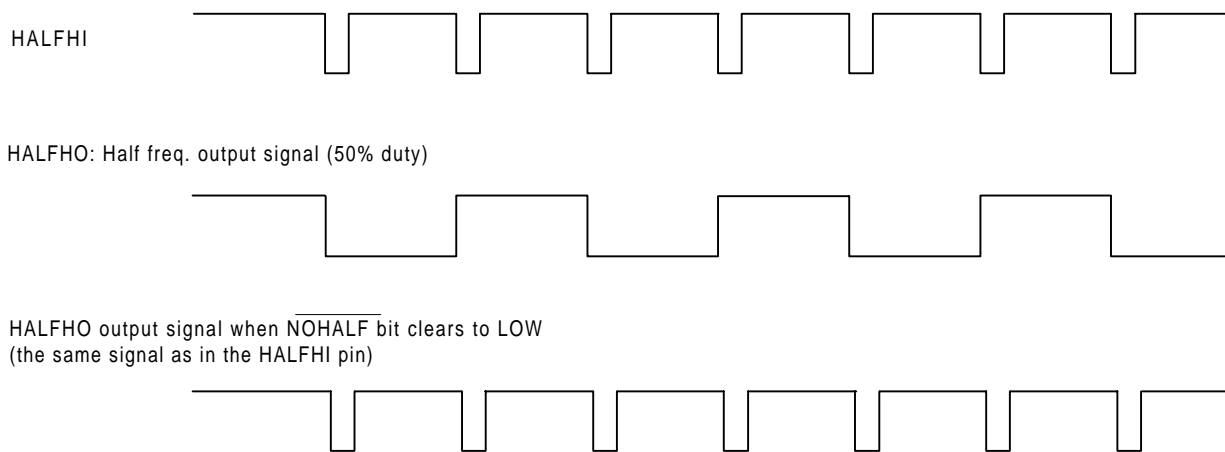 HALFHI
HALFHO: Half freq. output signal (50% duty)
HALFHO output signal when NOHALF bit clears to LOW
(the same signal as in the HALFHI pin)